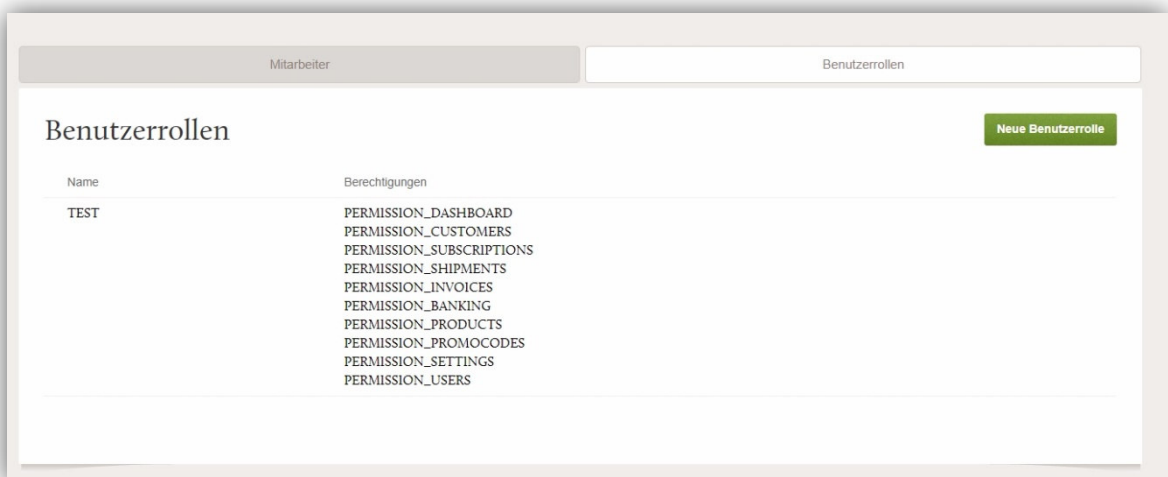 Mitarbeiter
Benutzerrollen
Benutzerrollen
Neue Benutzerrolle
Name
Berechtigungen
TEST
PERMISSION_DASHBOARD
PERMISSION_CUSTOMERS
PERMISSION_SUBSCRIPTIONS
PERMISSION_SHIPMENTS
PERMISSION_INVOICES
PERMISSION_BANKING
PERMISSION_PRODUCTS
PERMISSION_PROMOCODES
PERMISSION_SETTINGS
PERMISSION_USERS